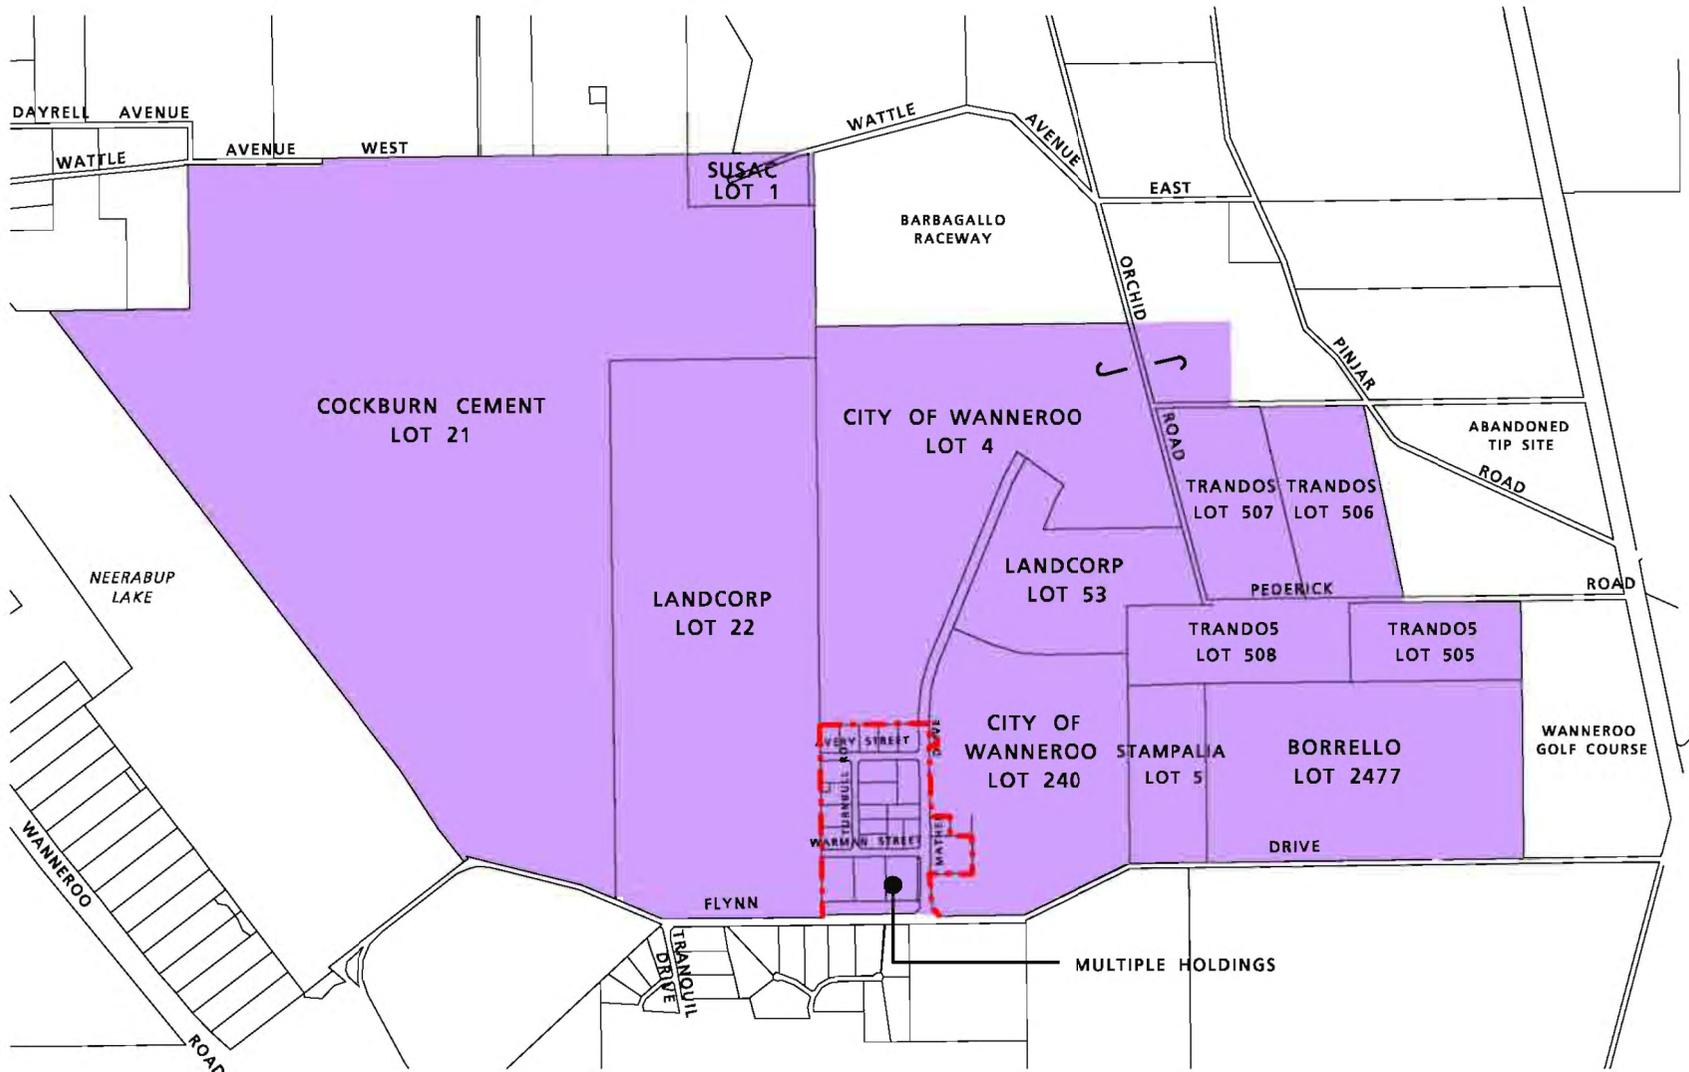 DAYRELL AVENUE
WATTLE
AVENUE WEST
WATTLE
AVENUE
EAST
SUSAC
LOT 1
BARBAGALLO
RACEWAY
ORCHID
ROAD
PINJAR
ROAD
COCKBURN CEMENT
LOT 21
CITY OF WANNEROO
LOT 4
ABANDONED
TIP SITE
TRANDOS
LOT 507
TRANDOS
LOT 506
NEERABUP
LAKE
LANDCORP
LOT 22
LANDCORP
LOT 53
PEDERICK
ROAD
TRANDO5
LOT 508
TRANDO5
LOT 505
CITY OF
WANNEROO
LOT 240
STAMPALIA
LOT 5
BORRELLO
LOT 2477
WANNEROO
GOLF COURSE
AVERY STREET
TURNBULL RD
WARMAN STREET
MATHER
DRIVE
FLYNN
DRIVE
WANNEROO
ROAD
TRANQUIL
DRIVE
MULTIPLE HOLDINGS